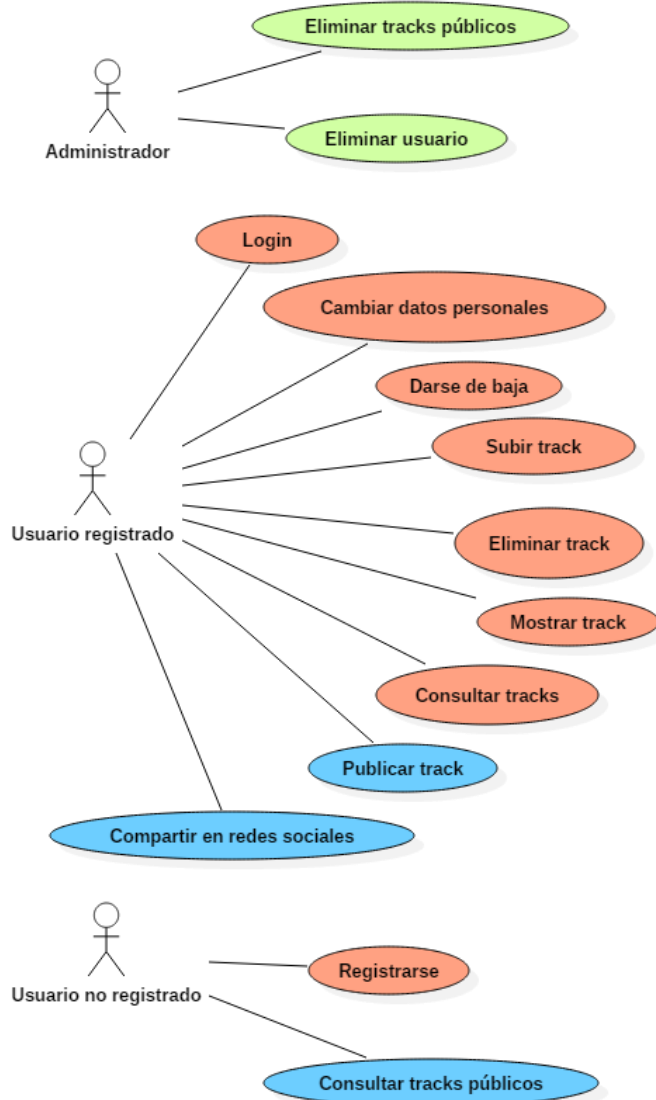 Eliminar tracks públicos
Eliminar usuario
Administrador
Login
Cambiar datos personales
Darse de baja
Subir track
Usuario registrado
Eliminar track
Mostrar track
Consultar tracks
Publicar track
Compartir en redes sociales
Registrarse
Usuario no registrado
Consultar tracks públicos